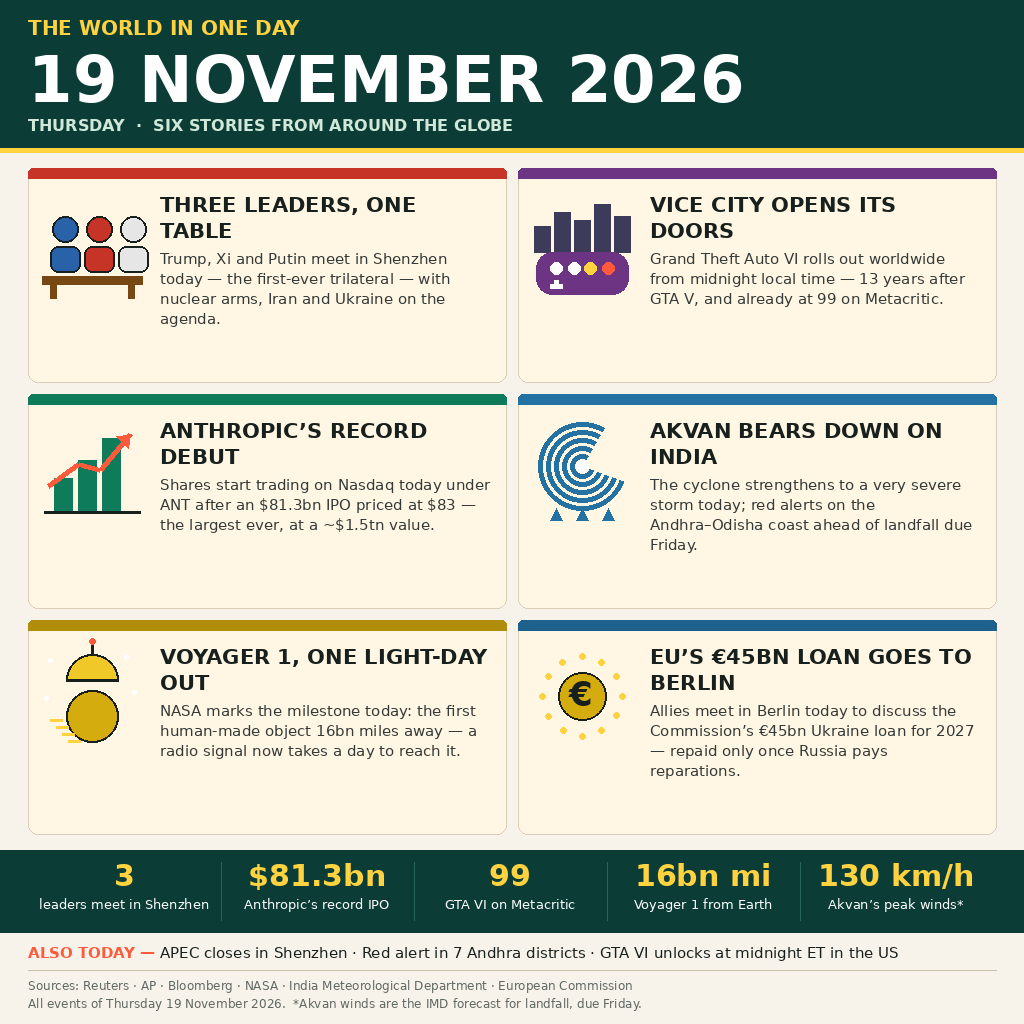 THE WORLD IN ONE DAY
19 NOVEMBER 2026
THURSDAY · SIX STORIES FROM AROUND THE GLOBE
THREE LEADERS, ONE
TABLE
Trump, Xi and Putin meet in Shenzhen
today — the first-ever trilateral — with
nuclear arms, Iran and Ukraine on the
agenda.
VICE CITY OPENS ITS
DOORS
Grand Theft Auto VI rolls out worldwide
from midnight local time — 13 years after
GTA V, and already at 99 on Metacritic.
ANTHROPIC’S RECORD
DEBUT
Shares start trading on Nasdaq today under
ANT after an $81.3bn IPO priced at $83 —
the largest ever, at a ~$1.5tn value.
AKVAN BEARS DOWN ON
INDIA
The cyclone strengthens to a very severe
storm today; red alerts on the
Andhra–Odisha coast ahead of landfall due
Friday.
VOYAGER 1, ONE LIGHT-DAY
OUT
NASA marks the milestone today: the first
human-made object 16bn miles away — a
radio signal now takes a day to reach it.
€
EU’S €45BN LOAN GOES TO
BERLIN
Allies meet in Berlin today to discuss the
Commission’s €45bn Ukraine loan for 2027
— repaid only once Russia pays
reparations.
3
leaders meet in Shenzhen
$81.3bn
Anthropic’s record IPO
99
GTA VI on Metacritic
16bn mi
Voyager 1 from Earth
130 km/h
Akvan’s peak winds*
ALSO TODAY — APEC closes in Shenzhen · Red alert in 7 Andhra districts · GTA VI unlocks at midnight ET in the US
Sources: Reuters · AP · Bloomberg · NASA · India Meteorological Department · European Commission
All events of Thursday 19 November 2026. *Akvan winds are the IMD forecast for landfall, due Friday.